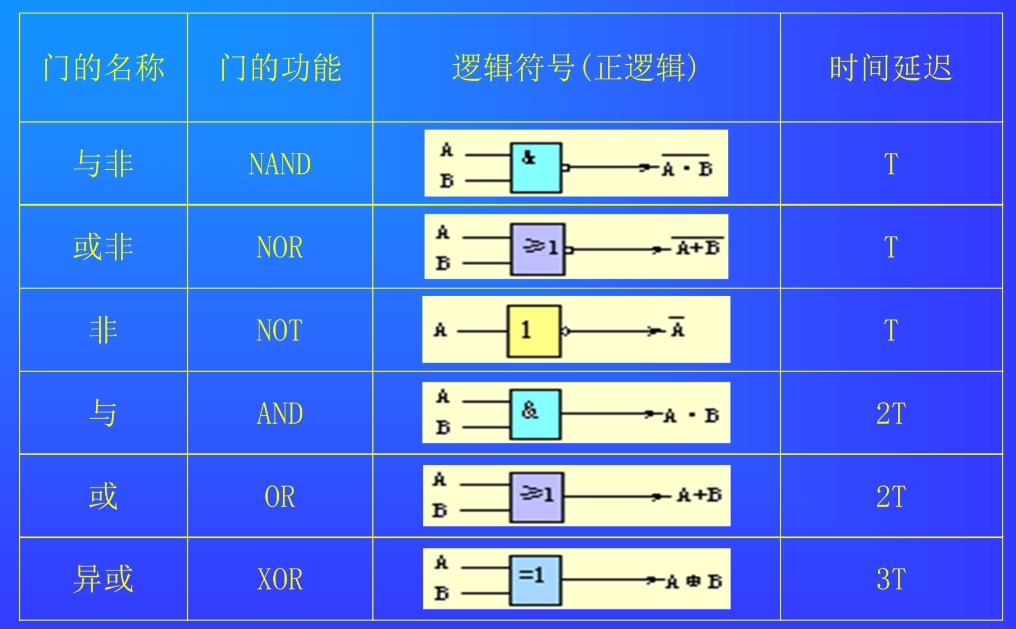 门的名称 门的功能 逻辑符号(正逻辑) 时间延迟
与非 NAND A B & A·B T
或非 NOR A B ≥1 A+B T
非 NOT A 1 A T
与 AND A B & A·B 2T
或 OR A B ≥1 A+B 2T
异或 XOR A B =1 A⊕B 3T